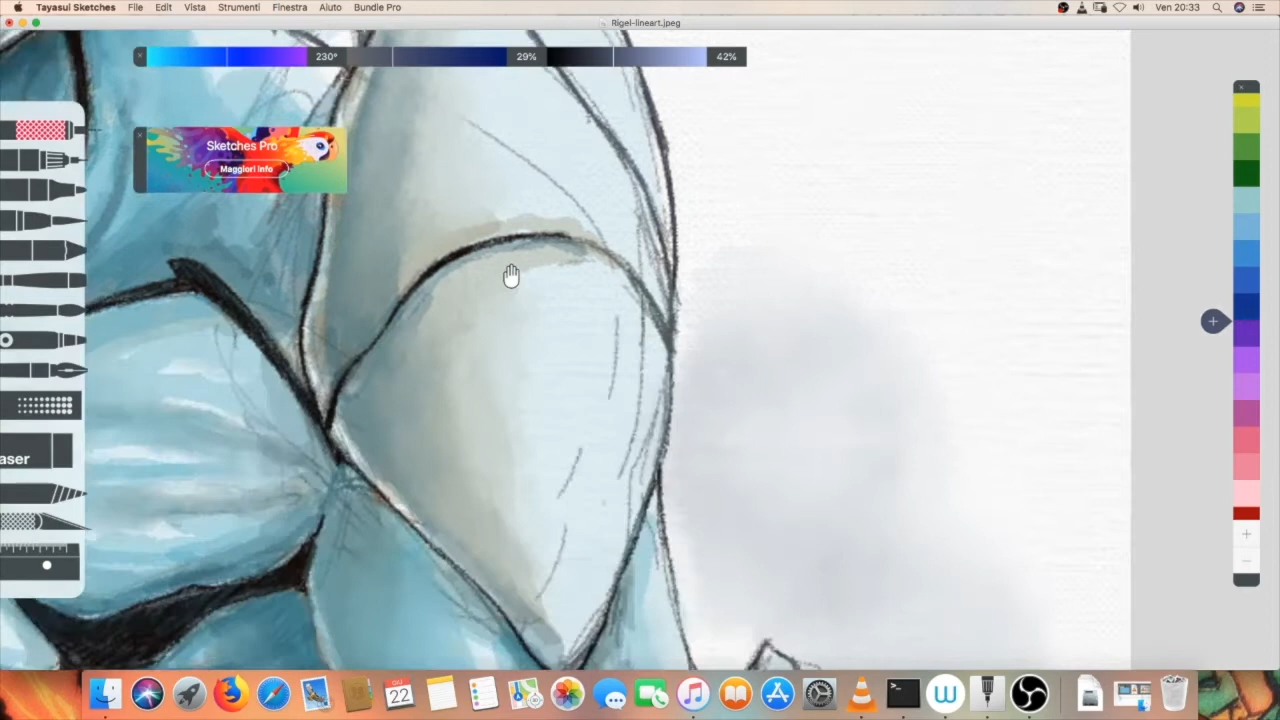 Tayasui Sketches File Edit Vista Strumenti Finestra Aiuto Bundle Pro Ven 20:33
Rigel-lineart.jpeg
230° 29% 42%
Sketches Pro
Maggiori info
aser
GIU
22
W